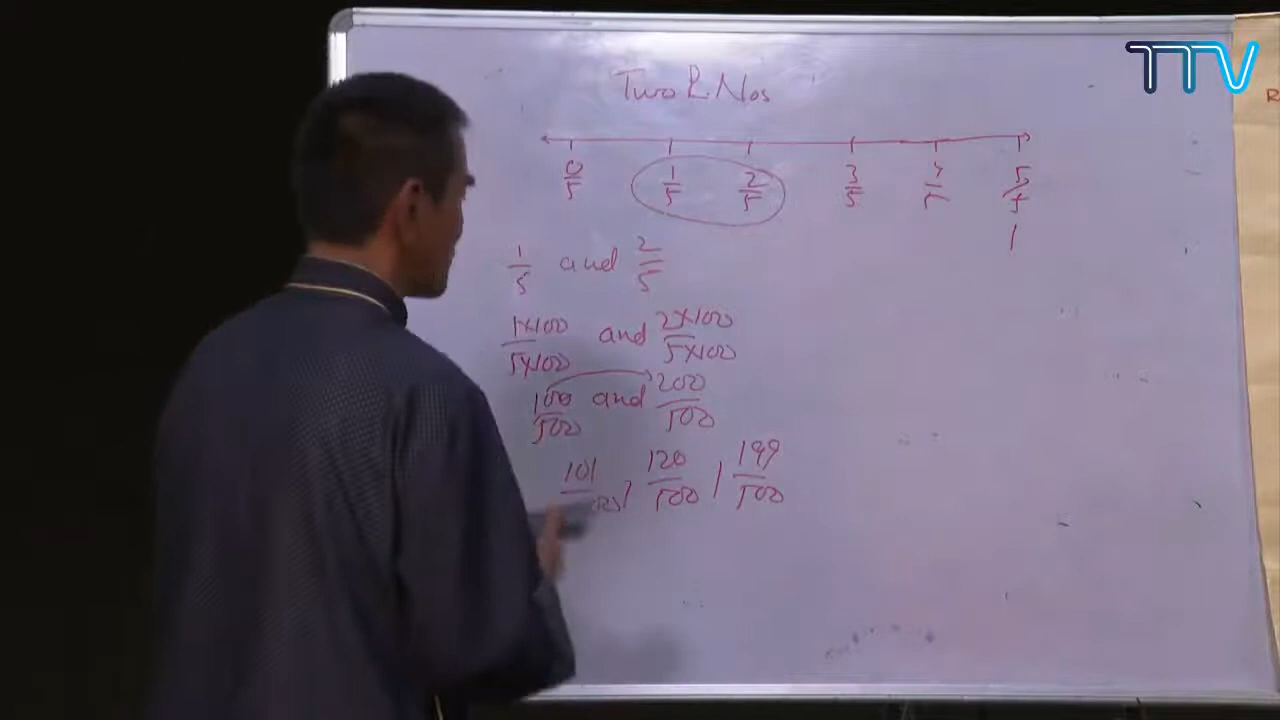 TTV
Two R. Nos
R
0/5 1/5 2/5 3/5 4/5 5/5
1
1/5 and 2/5
1×100/5×100 and 2×100/5×100
100/500 and 200/500
101/ , 120/500 , 199/500